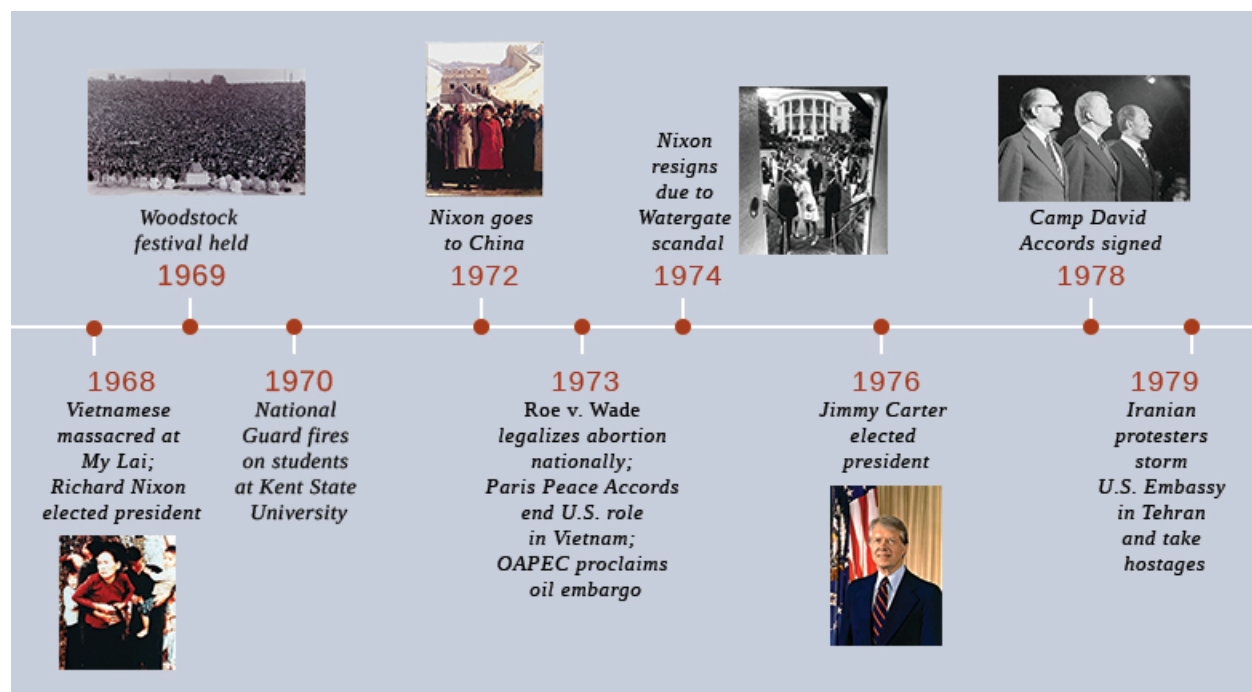 Woodstock
festival held
1969
Nixon goes
to China
1972
Nixon
resigns
due to
Watergate
scandal
1974
Camp David
Accords signed
1978
1968
Vietnamese
massacred at
My Lai;
Richard Nixon
elected president
1970
National
Guard fires
on students
at Kent State
University
1973
Roe v. Wade
legalizes abortion
nationally;
Paris Peace Accords
end U.S. role
in Vietnam;
OAPEC proclaims
oil embargo
1976
Jimmy Carter
elected
president
1979
Iranian
protesters
storm
U.S. Embassy
in Tehran
and take
hostages